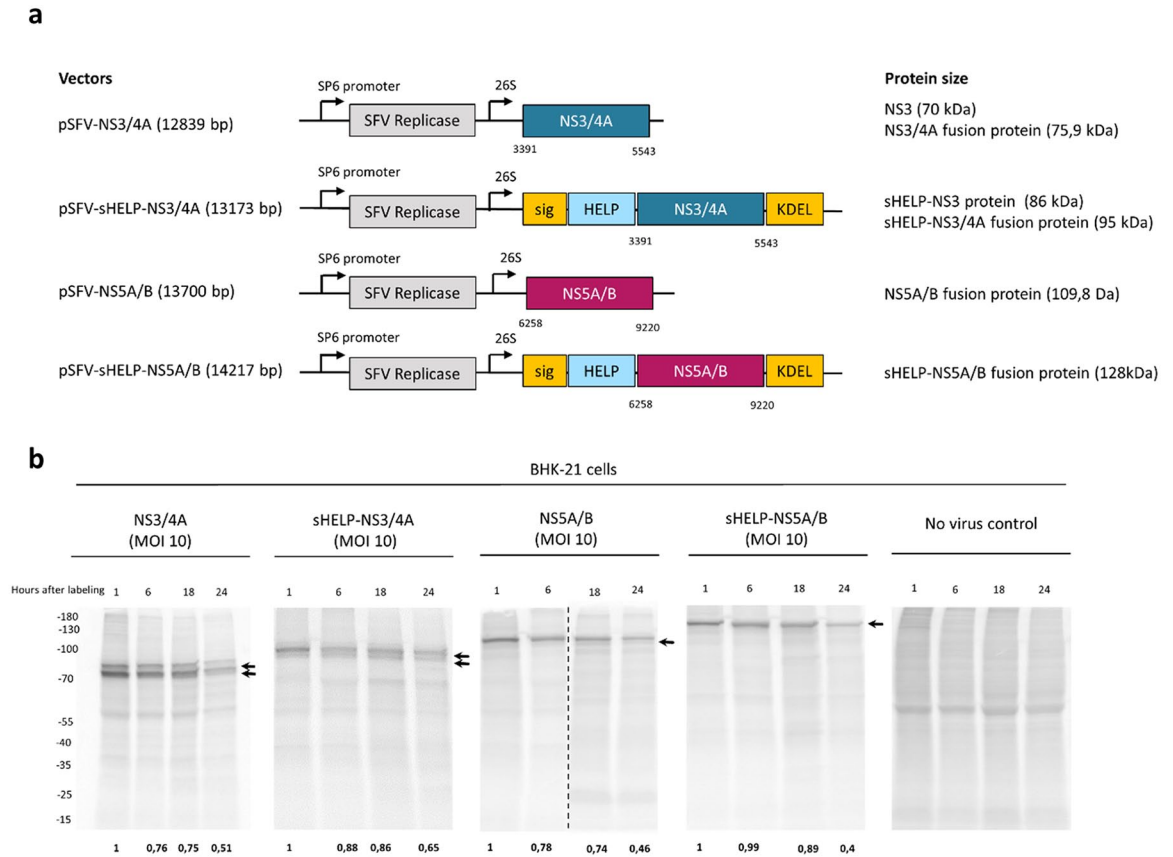 a
Vectors
Protein size
SP6 promoter 26S
pSFV-NS3/4A (12839 bp) SFV Replicase NS3/4A
3391 5543
NS3 (70 kDa)
NS3/4A fusion protein (75,9 kDa)
SP6 promoter 26S
pSFV-sHELP-NS3/4A (13173 bp) SFV Replicase sig HELP NS3/4A KDEL
3391 5543
sHELP-NS3 protein (86 kDa)
sHELP-NS3/4A fusion protein (95 kDa)
SP6 promoter 26S
pSFV-NS5A/B (13700 bp) SFV Replicase NS5A/B NS5A/B fusion protein (109,8 Da)
6258 9220
SP6 promoter 26S
pSFV-sHELP-NS5A/B (14217 bp) SFV Replicase sig HELP NS5A/B KDEL sHELP-NS5A/B fusion protein (128kDa)
6258 9220
b
BHK-21 cells
NS3/4A
(MOI 10)
sHELP-NS3/4A
(MOI 10)
NS5A/B
(MOI 10)
sHELP-NS5A/B
(MOI 10)
No virus control
Hours after labeling 1 6 18 24 1 6 18 24 1 6 18 24 1 6 18 24 1 6 18 24
-180
-130
-100
-70
-55
-40
-35
-25
-15
1 0,76 0,75 0,51 1 0,88 0,86 0,65 1 0,78 0,74 0,46 1 0,99 0,89 0,4